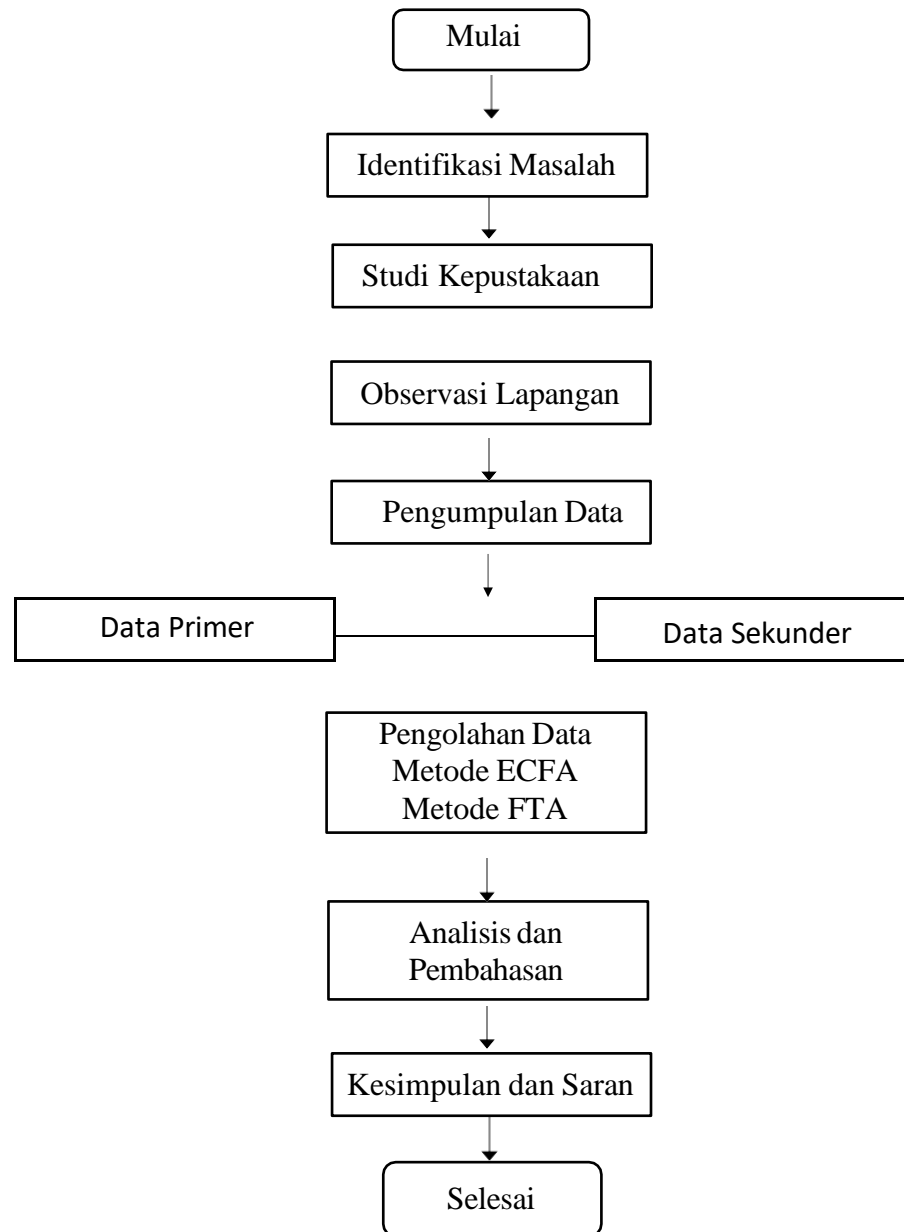 Mulai
Identifikasi Masalah
Studi Kepustakaan
Observasi Lapangan
Pengumpulan Data
Data Primer
Data Sekunder
Pengolahan Data
Metode ECFA
Metode FTA
Analisis dan
Pembahasan
Kesimpulan dan Saran
Selesai